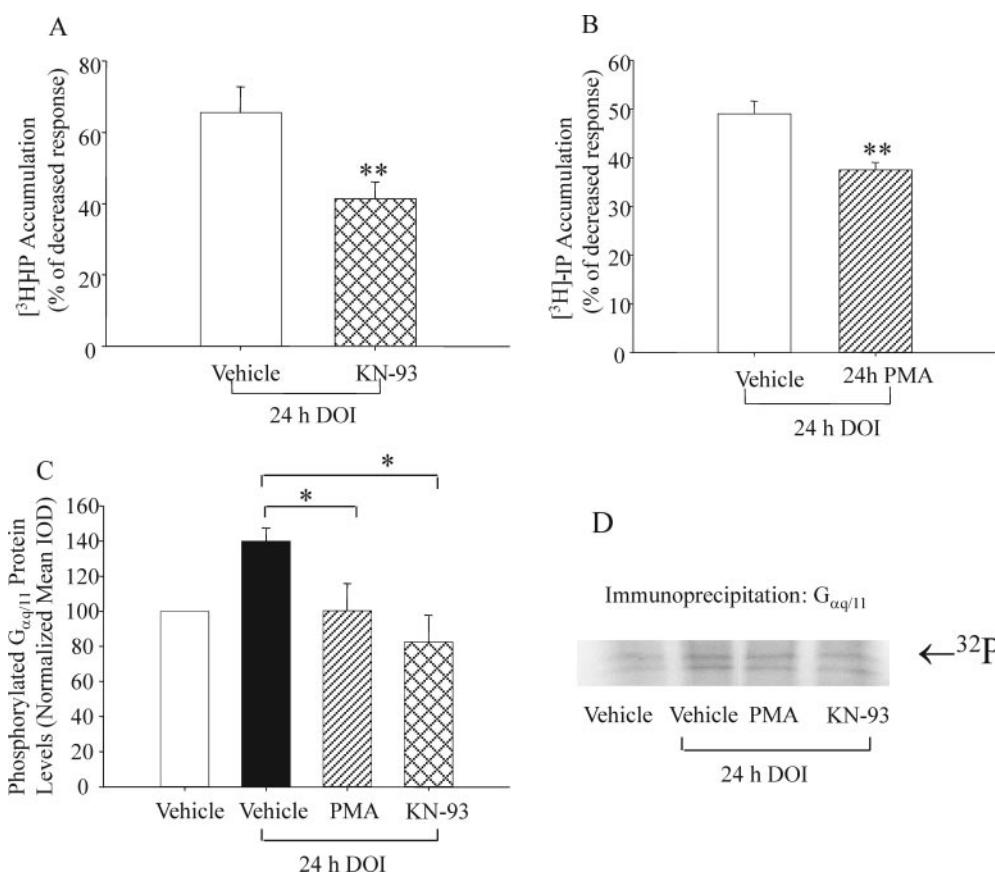 A
[³H]-IP Accumulation
(% of decreased response)
80
60
40
20
0
**
Vehicle KN-93
24 h DOI
B
[³H]-IP Accumulation
(% of decreased response)
60
50
40
30
20
10
0
**
Vehicle 24h PMA
24 h DOI
C
Phosphorylated Gαq/11 Protein
Levels (Normalized Mean IOD)
160
140
120
100
80
60
40
20
0
*
*
Vehicle Vehicle PMA KN-93
24 h DOI
D
Immunoprecipitation: Gαq/11
←³²P
Vehicle Vehicle PMA KN-93
24 h DOI